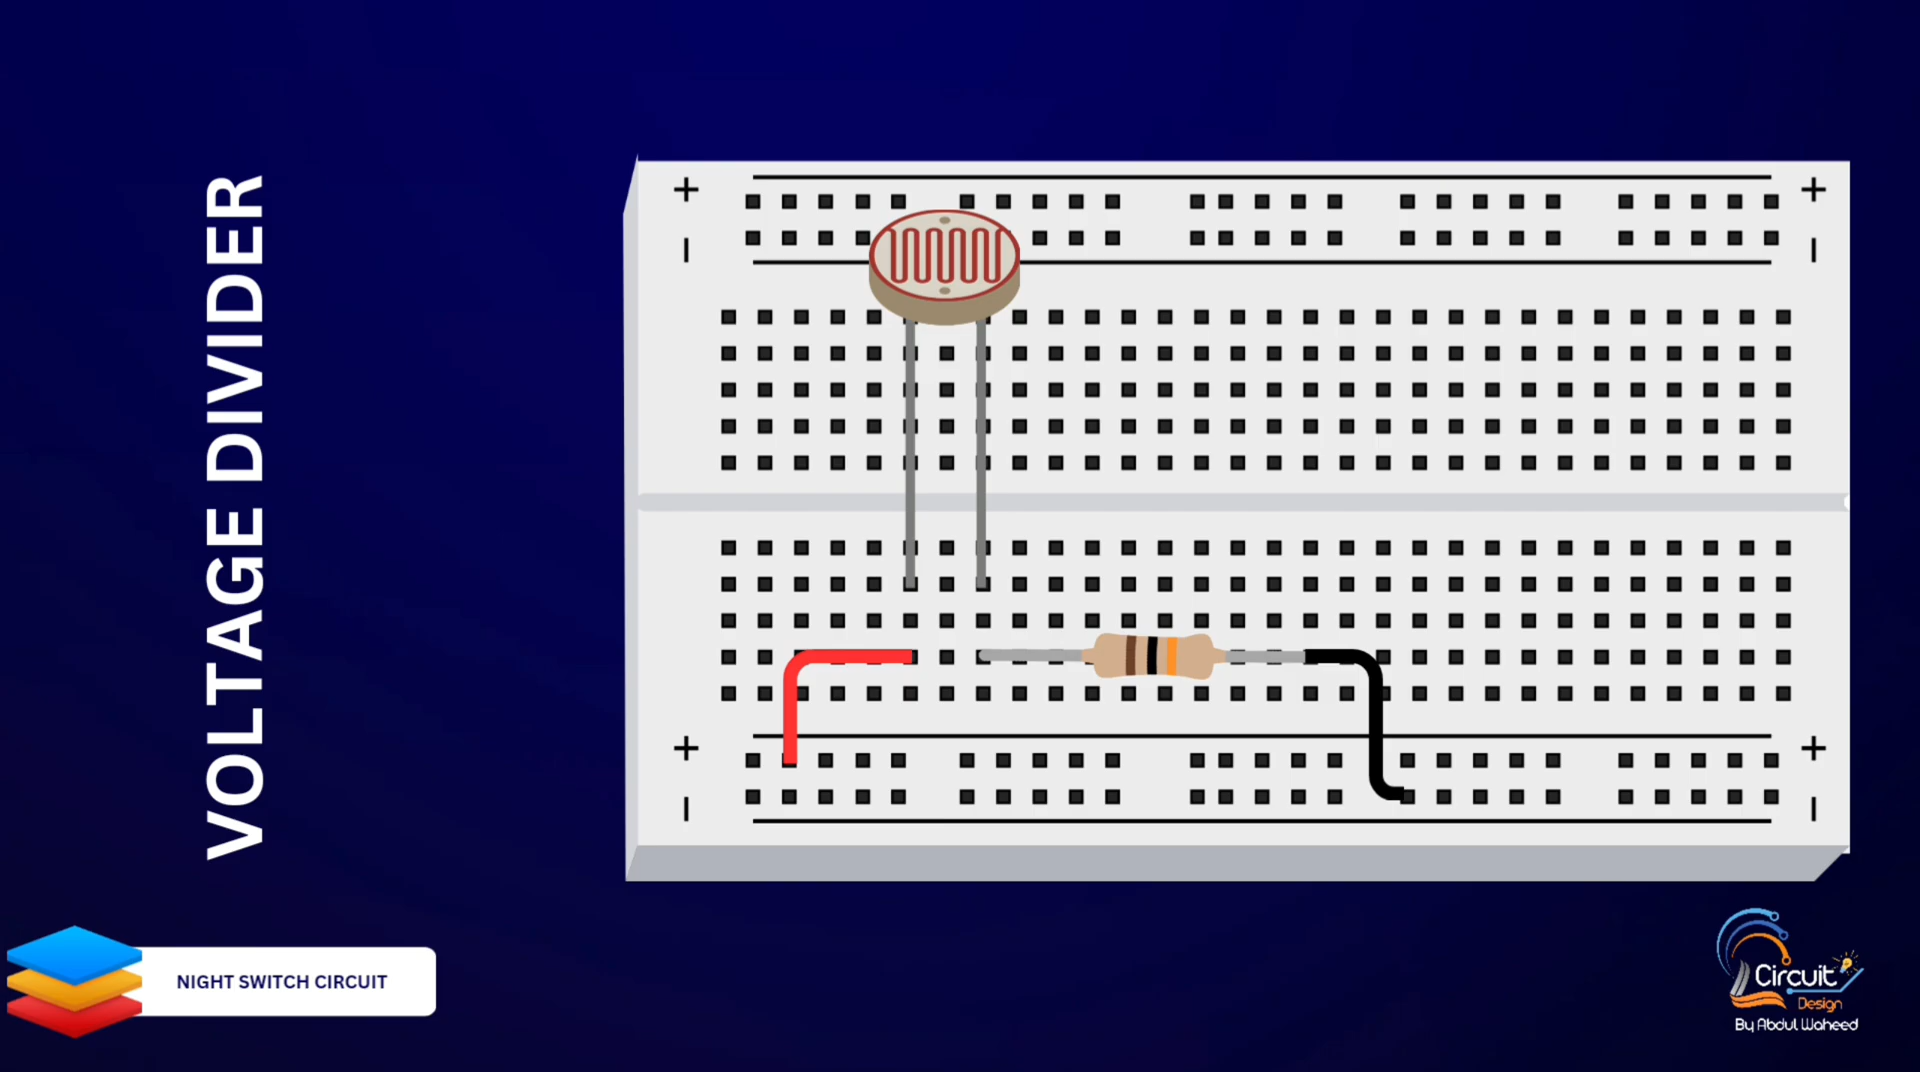 VOLTAGE DIVIDER
+
+
|
|
+
+
|
|
NIGHT SWITCH CIRCUIT
Circuit
Design
By Abdul Waheed